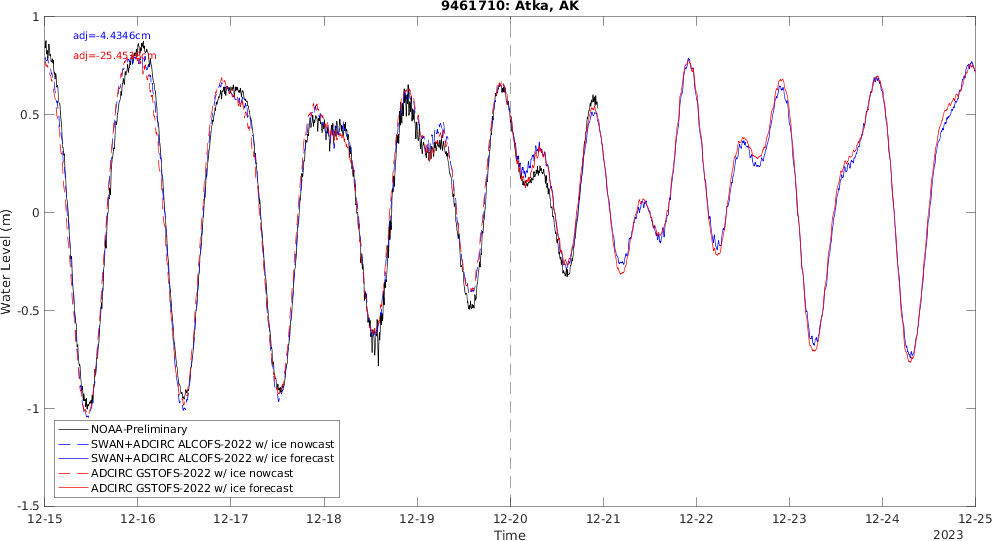 9461710: Atka, AK
adj=-4.4346cm
Water Level (m)
1
0.5
0
-0.5
-1
-1.5
NOAA-Preliminary
SWAN+ADCIRC ALCOFS-2022 w/ ice nowcast
SWAN+ADCIRC ALCOFS-2022 w/ ice forecast
ADCIRC GSTOFS-2022 w/ ice nowcast
ADCIRC GSTOFS-2022 w/ ice forecast
12-15 12-16 12-17 12-18 12-19 12-20 12-21 12-22 12-23 12-24 12-25
Time
2023